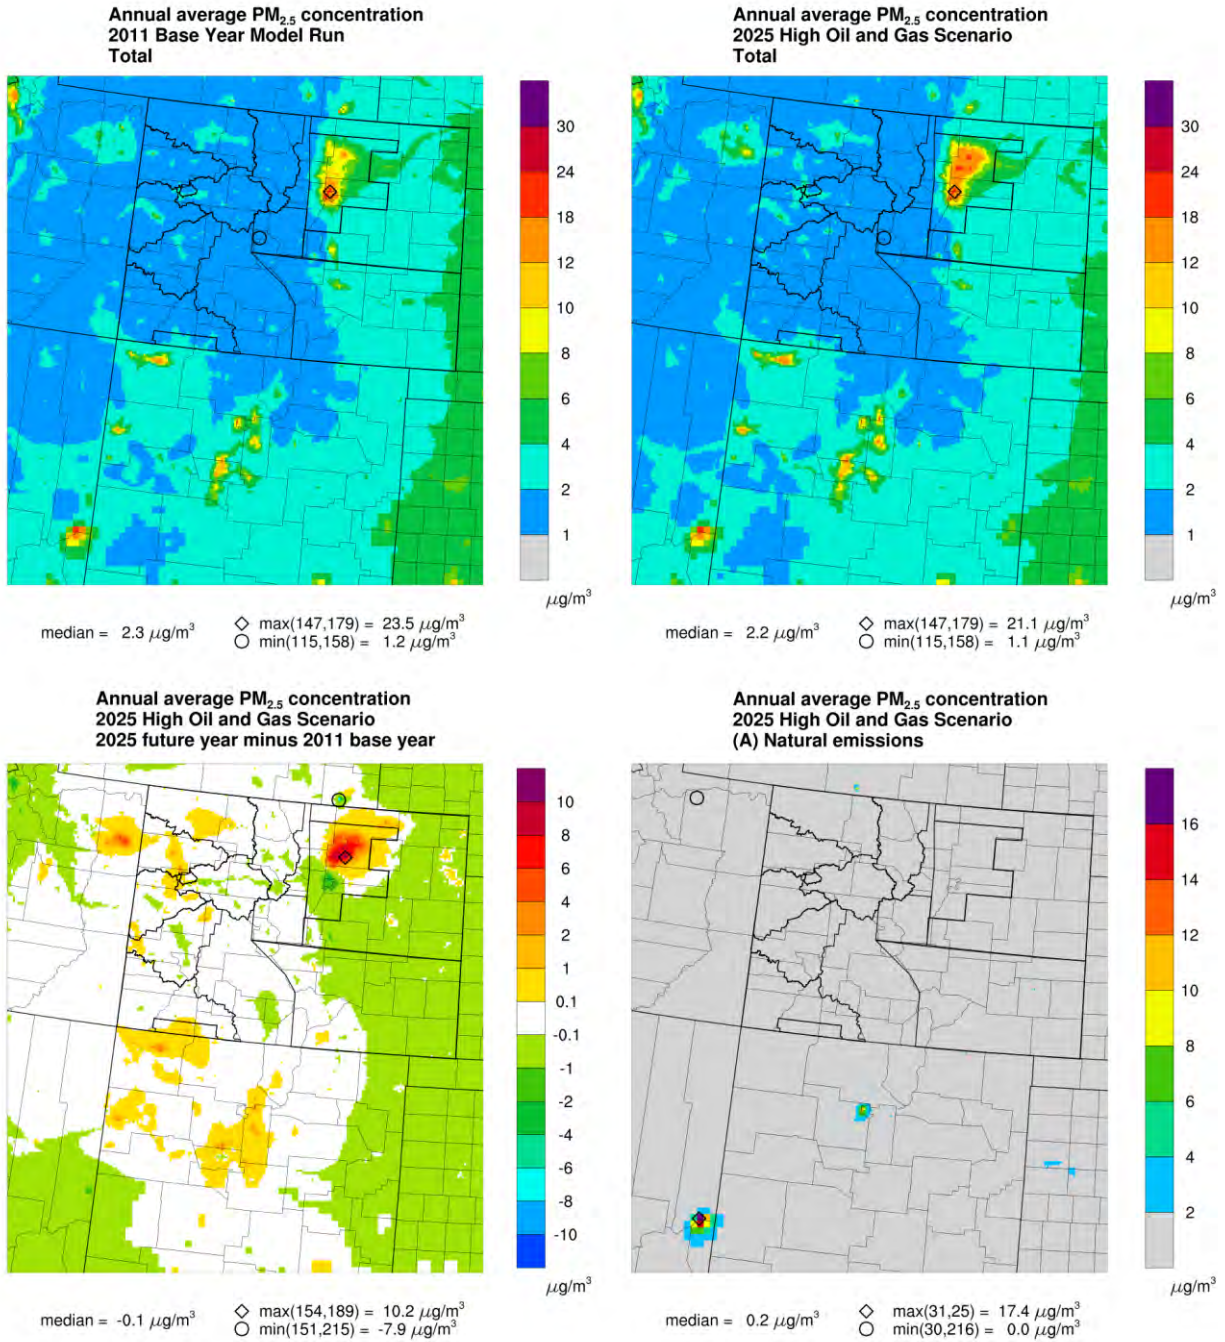 Annual average PM2.5 concentration
2011 Base Year Model Run
Total
30
24
18
12
10
8
6
4
2
1
μg/m³
median = 2.3 μg/m³
max(147,179) = 23.5 μg/m³
min(115,158) = 1.2 μg/m³
Annual average PM2.5 concentration
2025 High Oil and Gas Scenario
Total
30
24
18
12
10
8
6
4
2
1
μg/m³
median = 2.2 μg/m³
max(147,179) = 21.1 μg/m³
min(115,158) = 1.1 μg/m³
Annual average PM2.5 concentration
2025 High Oil and Gas Scenario
2025 future year minus 2011 base year
10
8
6
4
2
1
0.1
-0.1
-1
-2
-4
-6
-8
-10
μg/m³
median = -0.1 μg/m³
max(154,189) = 10.2 μg/m³
min(151,215) = -7.9 μg/m³
Annual average PM2.5 concentration
2025 High Oil and Gas Scenario
(A) Natural emissions
16
14
12
10
8
6
4
2
μg/m³
median = 0.2 μg/m³
max(31,25) = 17.4 μg/m³
min(30,216) = 0.0 μg/m³